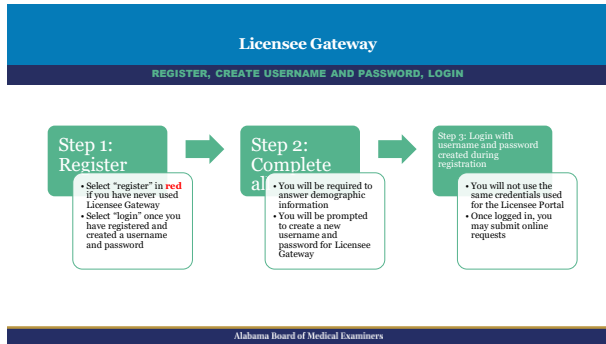 Licensee Gateway
REGISTER, CREATE USERNAME AND PASSWORD, LOGIN
Step 1:
Register
• Select “register” in red
if you have never used
Licensee Gateway
• Select “login” once you
have registered and
created a username
and password
Step 2:
Complete
al
• You will be required to
answer demographic
information
• You will be prompted
to create a new
username and
password for Licensee
Gateway
Step 3: Login with
username and password
created during
registration
• You will not use the
same credentials used
for the Licensee Portal
• Once logged in, you
may submit online
requests
Alabama Board of Medical Examiners